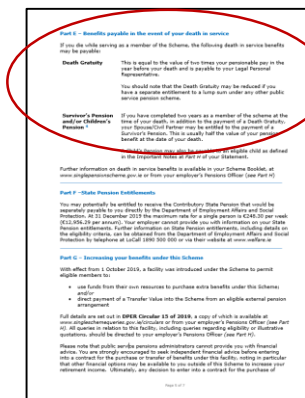 Part E – Benefits payable in the event of your death in service
If you die while serving as a member of the Scheme, the following death in service benefits
may be payable:
Death Gratuity
This is equal to the value of two times your pensionable pay in the
year before your death and is payable to your Legal Personal
Representative.
You should note that the Death Gratuity may be reduced if you
have a separate entitlement to a lump sum under any other public
service pension scheme.
Survivor's Pension
and/or Children's
Pension
If you have completed two years as a member of the scheme at the
time of your death, in addition to the payment of a Death Gratuity,
your Spouse/Civil Partner may be entitled to the payment of a
Survivor's Pension. This is usually half the value of your pension
benefit at the date of your death.
Pension may also be payable to an eligible child as defined
in the Important Notes at Part H of your Statement.
Further information on death in service benefits is available in your Scheme Booklet, at
www.singlepensionscheme.gov.ie or from your employer's Pensions Officer (see Part H)
Part F –State Pension Entitlements
You may potentially be entitled to receive the Contributory State Pension that would be
separately payable to you directly by the Department of Employment Affairs and Social
Protection. At 31 December 2019 the maximum rate for a single person is €248.30 per week
(€12,956.29 per annum). Your employer cannot provide you with information on your State
Pension entitlements. Further information on State Pension entitlements, including details on
the eligibility criteria, can be obtained from the Department of Employment Affairs and Social
Protection by telephone at LoCall 1890 500 000 or via their website at www.welfare.ie
Part G – Increasing your benefits under this Scheme
With effect from 1 October 2019, a facility was introduced under the Scheme to permit
eligible members to:
• use funds from their own resources to purchase extra benefits under this Scheme;
and/or
• direct payment of a Transfer Value into the Scheme from an eligible external pension
arrangement
Full details are set out in DPER Circular 15 of 2019, a copy of which is available at
www.singleschemequeries.gov.ie/circulars or from your employer's Pensions Officer (see Part
H). All queries in relation to this facility, including queries regarding eligibility or illustrative
quotations, should be directed to your employer's Pensions Officer (see Part H).
Please note that public service pensions administrators cannot provide you with financial
advice. You are strongly encouraged to seek independent financial advice before entering
into a contract for the purchase or transfer of benefits under this facility, noting in particular
that other financial options may be available to you outside of this Scheme to increase your
retirement income. Ultimately, any decision to enter into a contract for the purchase of